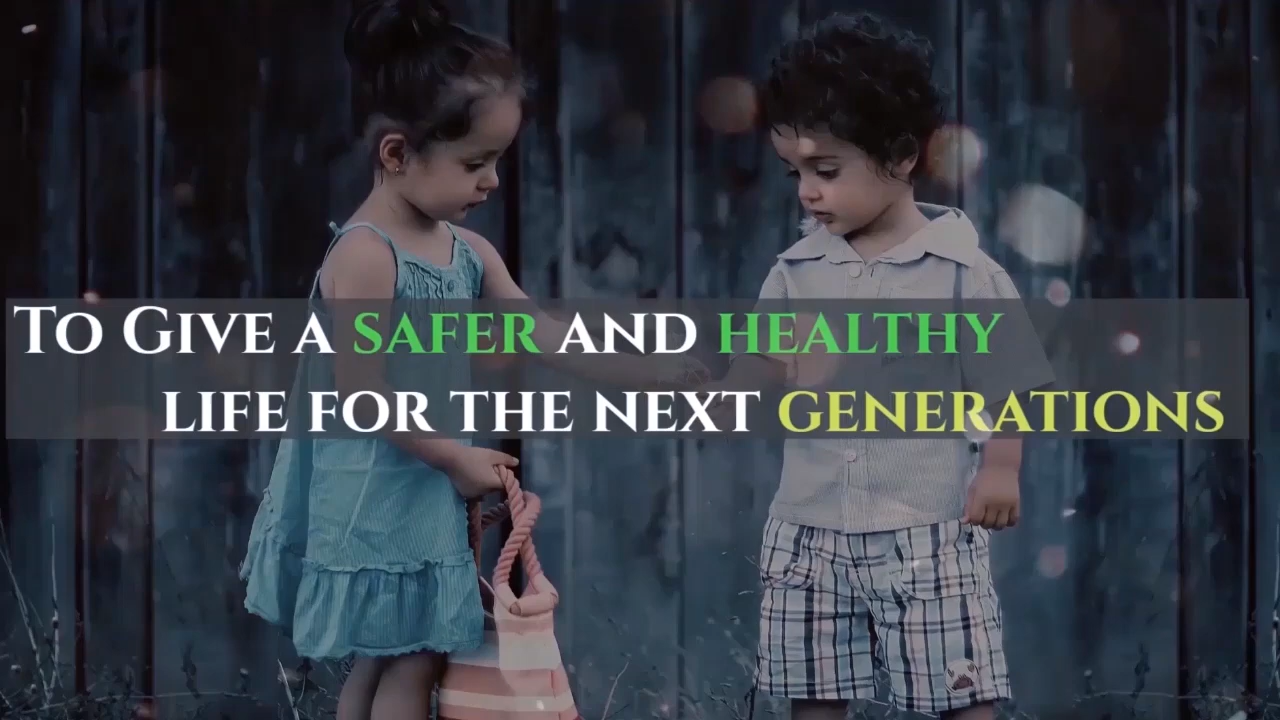 To Give a safer and healthy
life for the next generations